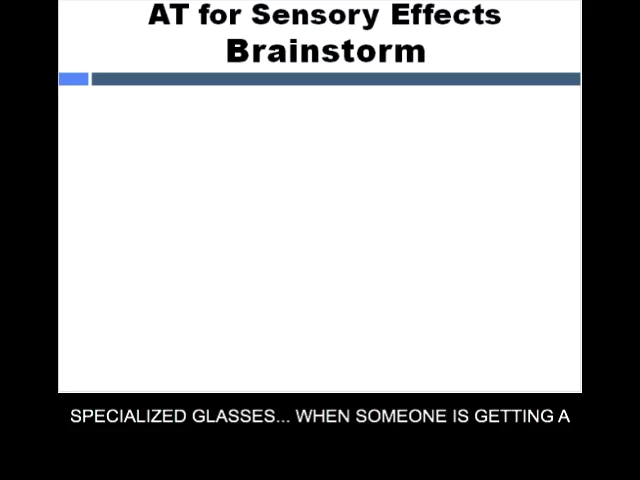 AT for Sensory Effects
Brainstorm
SPECIALIZED GLASSES... WHEN SOMEONE IS GETTING A